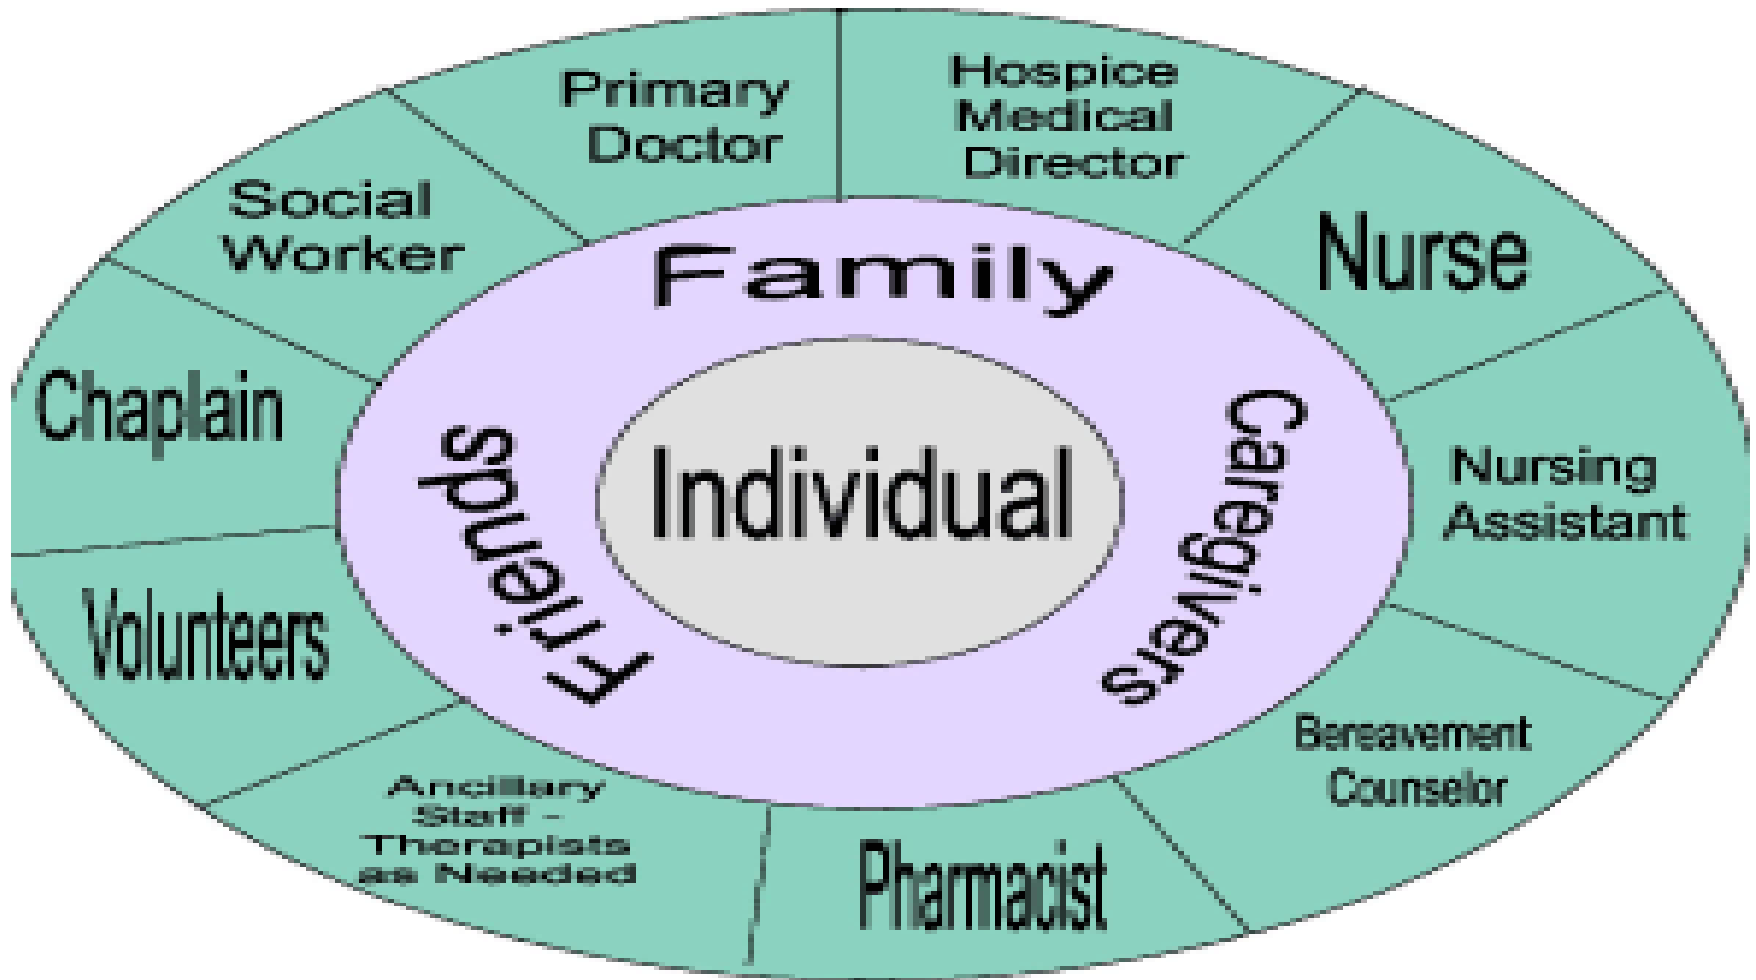 Primary
Doctor
Hospice
Medical
Director
Social
Worker
Nurse
Family
Chaplain
Friends
Individual
Caregivers
Nursing
Assistant
Volunteers
Bereavement
Counselor
Ancillary
Staff -
Therapists
as Needed
Pharmacist